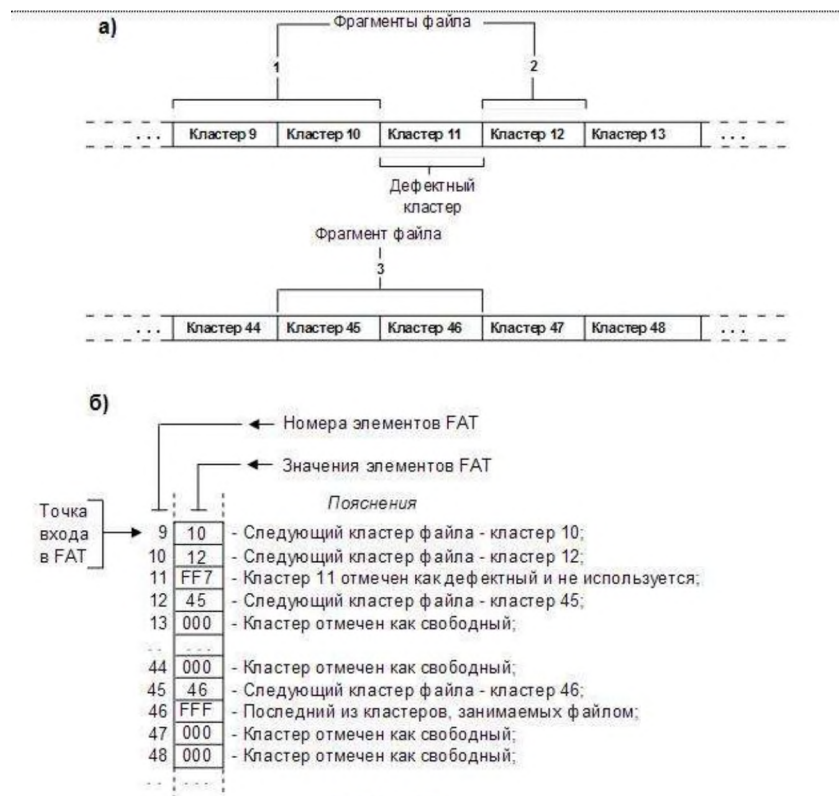 а)
Фрагменты файла
1
2
... Кластер 9 Кластер 10 Кластер 11 Кластер 12 Кластер 13 ...
Дефектный
кластер
Фрагмент файла
3
... Кластер 44 Кластер 45 Кластер 46 Кластер 47 Кластер 48 ...
б)
Номера элементов FAT
Значения элементов FAT
Пояснения
Точка
входа
в FAT
9 10 - Следующий кластер файла - кластер 10;
10 12 - Следующий кластер файла - кластер 12;
11 FF7 - Кластер 11 отмечен как дефектный и не используется;
12 45 - Следующий кластер файла - кластер 45;
13 000 - Кластер отмечен как свободный;
.. ...
44 000 - Кластер отмечен как свободный;
45 46 - Следующий кластер файла - кластер 46;
46 FFF - Последний из кластеров, занимаемых файлом;
47 000 - Кластер отмечен как свободный;
48 000 - Кластер отмечен как свободный;
.. ...